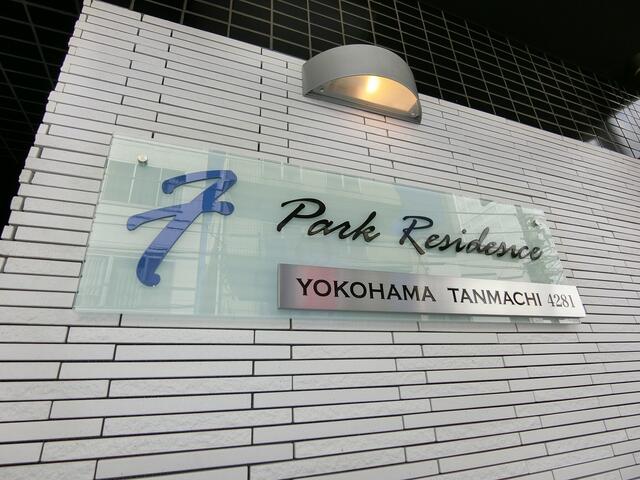 F Park Residence
YOKOHAMA TANMACHI 4281